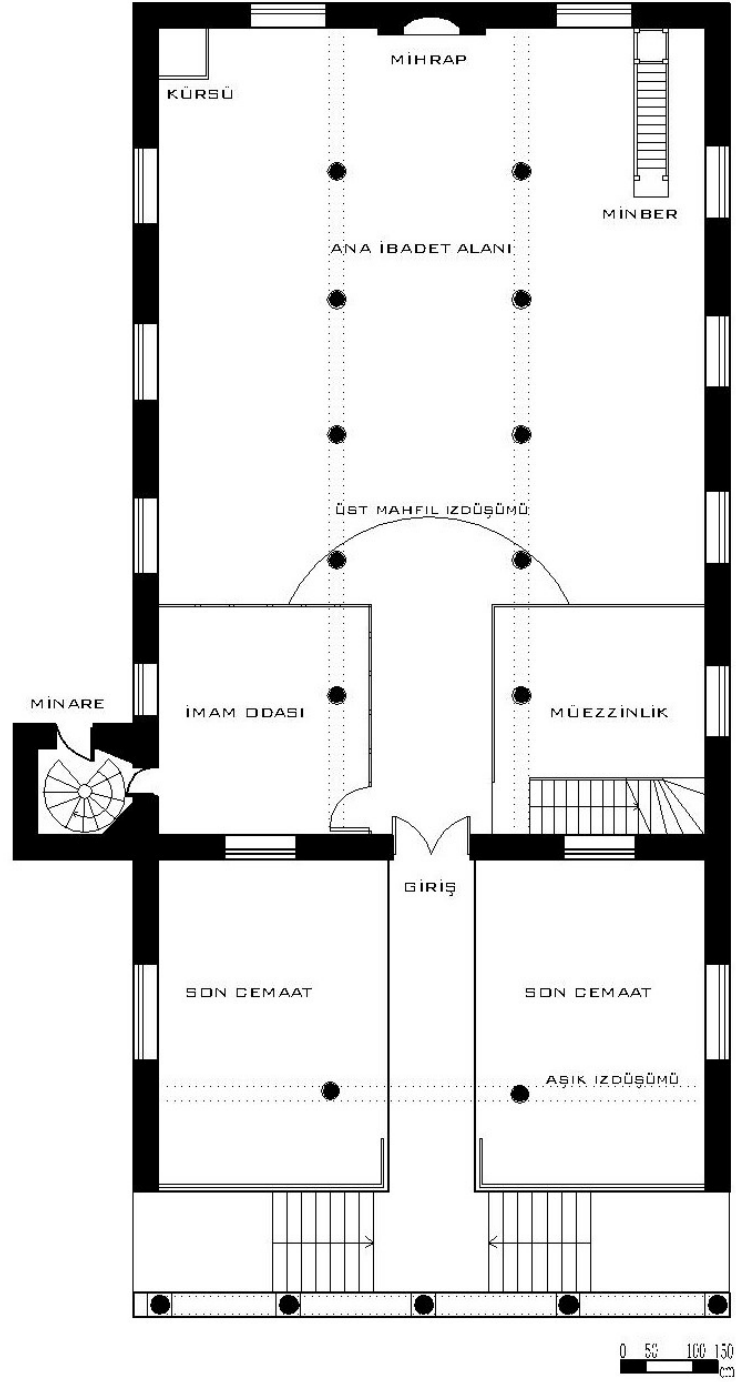 MİHRAP
KÜRSÜ
MİNBER
ANA İBADET ALANI
ÜST MAHFIL IZDÜŞÜMÜ
MİNARE
İMAM ODASI
MÜEZZİNLİK
GİRİŞ
SON CEMAAT
SON CEMAAT
AŞIK IZDÜŞÜMÜ
0 50 100 150
cm